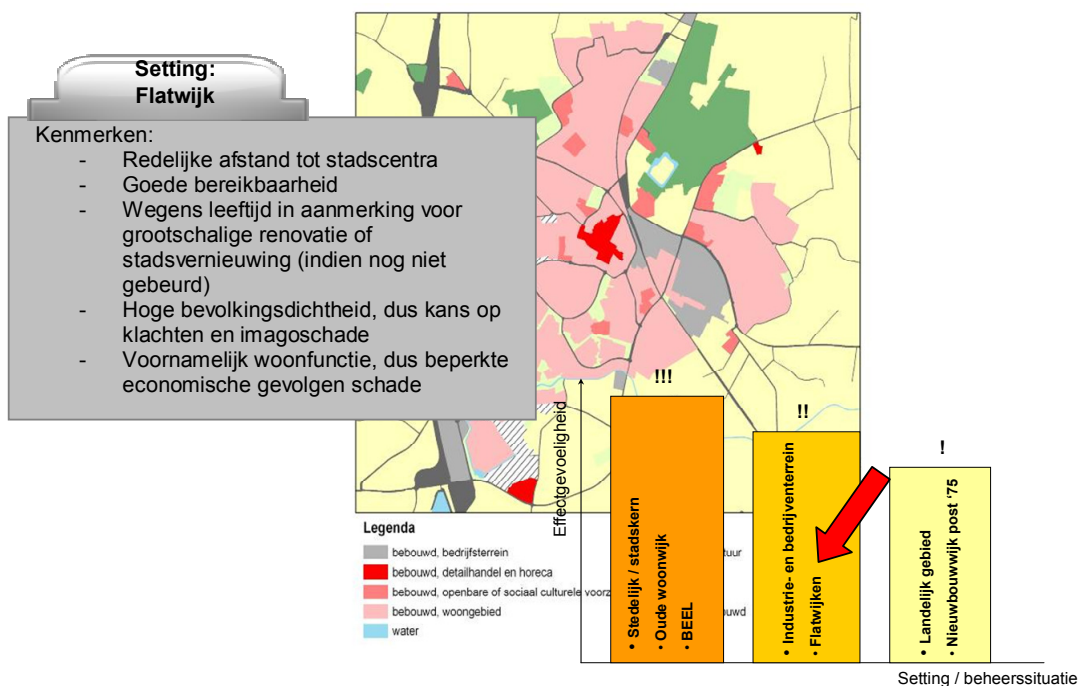 Setting:
Flatwijk
Kenmerken:
- Redelijke afstand tot stadscentra
- Goede bereikbaarheid
- Wegens leeftijd in aanmerking voor
grootschalige renovatie of
stadsvernieuwing (indien nog niet
gebeurd)
- Hoge bevolkingsdichtheid, dus kans op
klachten en imagoschade
- Voornamelijk woonfunctie, dus beperkte
economische gevolgen schade
Legenda
bebouwd, bedrijfsterrein
bebouwd, detailhandel en horeca
bebouwd, openbare of sociaal culturele voorz
bebouwd, woongebied
water
tuur
uwd
Effectgevoeligheid
!!!
• Stedelijk / stadskern
• Oude woonwijk
• BEEL
!!
• Industrie- en bedrijventerrein
• Flatwijken
!
• Landelijk gebied
• Nieuwbouwwijk post '75
Setting / beheerssituatie